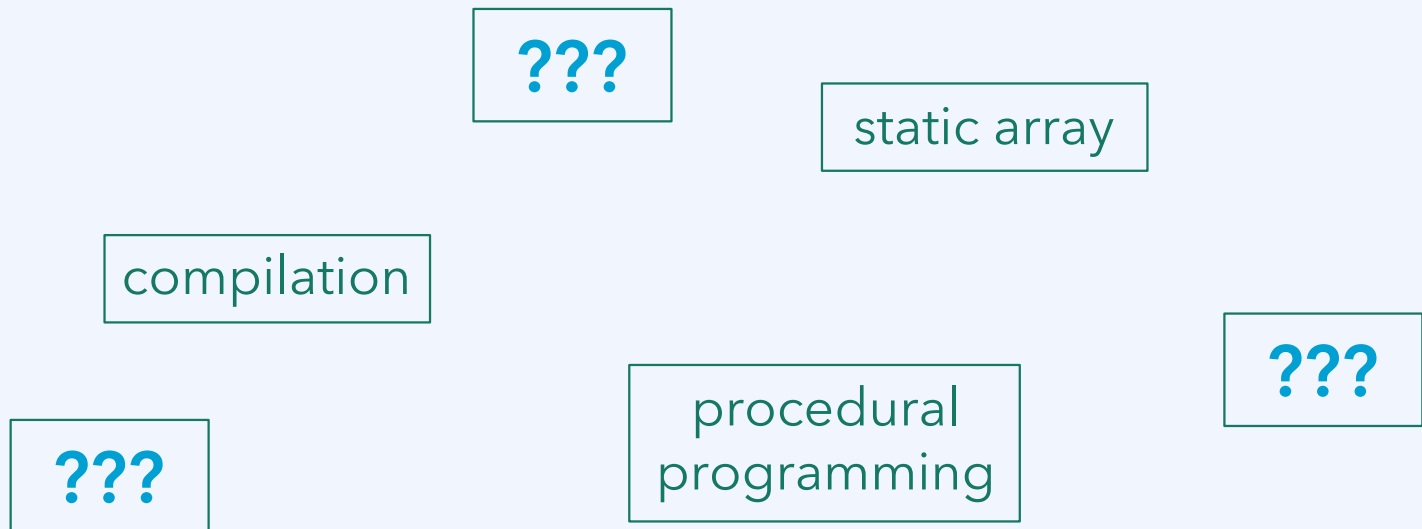 ???
static array
compilation
???
procedural
programming
???